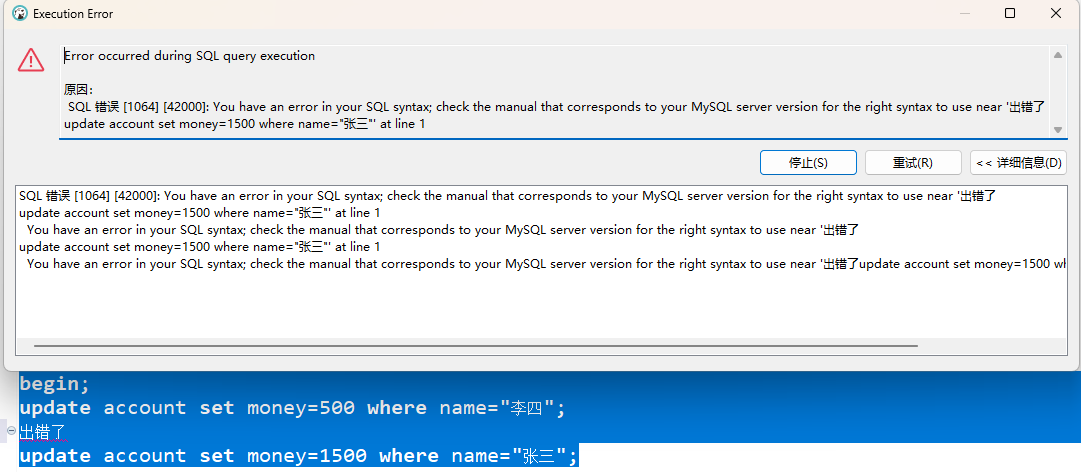 Execution Error
Error occurred during SQL query execution
原因：
SQL 错误 [1064] [42000]: You have an error in your SQL syntax; check the manual that corresponds to your MySQL server version for the right syntax to use near '出错了
update account set money=1500 where name="张三"' at line 1
停止(S)
重试(R)
<< 详细信息(D)
SQL 错误 [1064] [42000]: You have an error in your SQL syntax; check the manual that corresponds to your MySQL server version for the right syntax to use near '出错了
update account set money=1500 where name="张三"' at line 1
You have an error in your SQL syntax; check the manual that corresponds to your MySQL server version for the right syntax to use near '出错了
update account set money=1500 where name="张三"' at line 1
You have an error in your SQL syntax; check the manual that corresponds to your MySQL server version for the right syntax to use near '出错了update account set money=1500 wh
begin;
update account set money=500 where name="李四";
出错了
update account set money=1500 where name="张三";